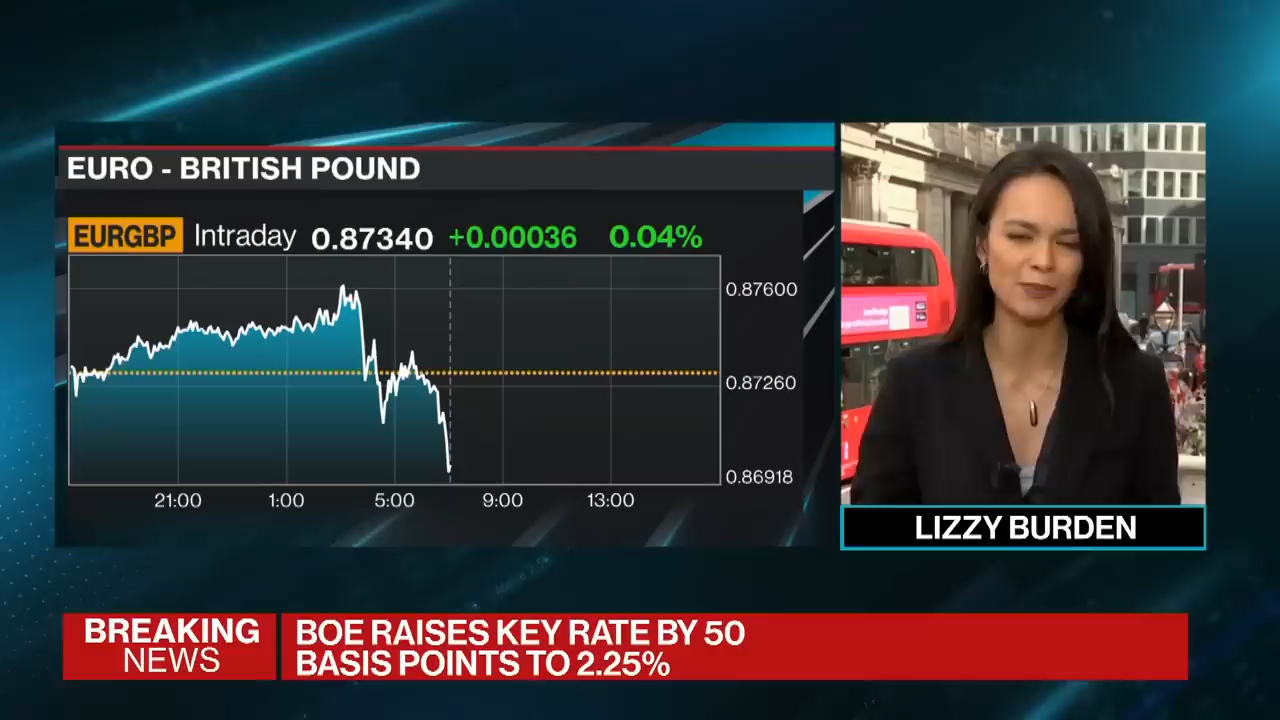 EURO - BRITISH POUND
EURGBP Intraday 0.87340 +0.00036 0.04%
0.87600
0.87260
0.86918
21:00 1:00 5:00 9:00 13:00
LIZZY BURDEN
BREAKING
NEWS
BOE RAISES KEY RATE BY 50
BASIS POINTS TO 2.25%